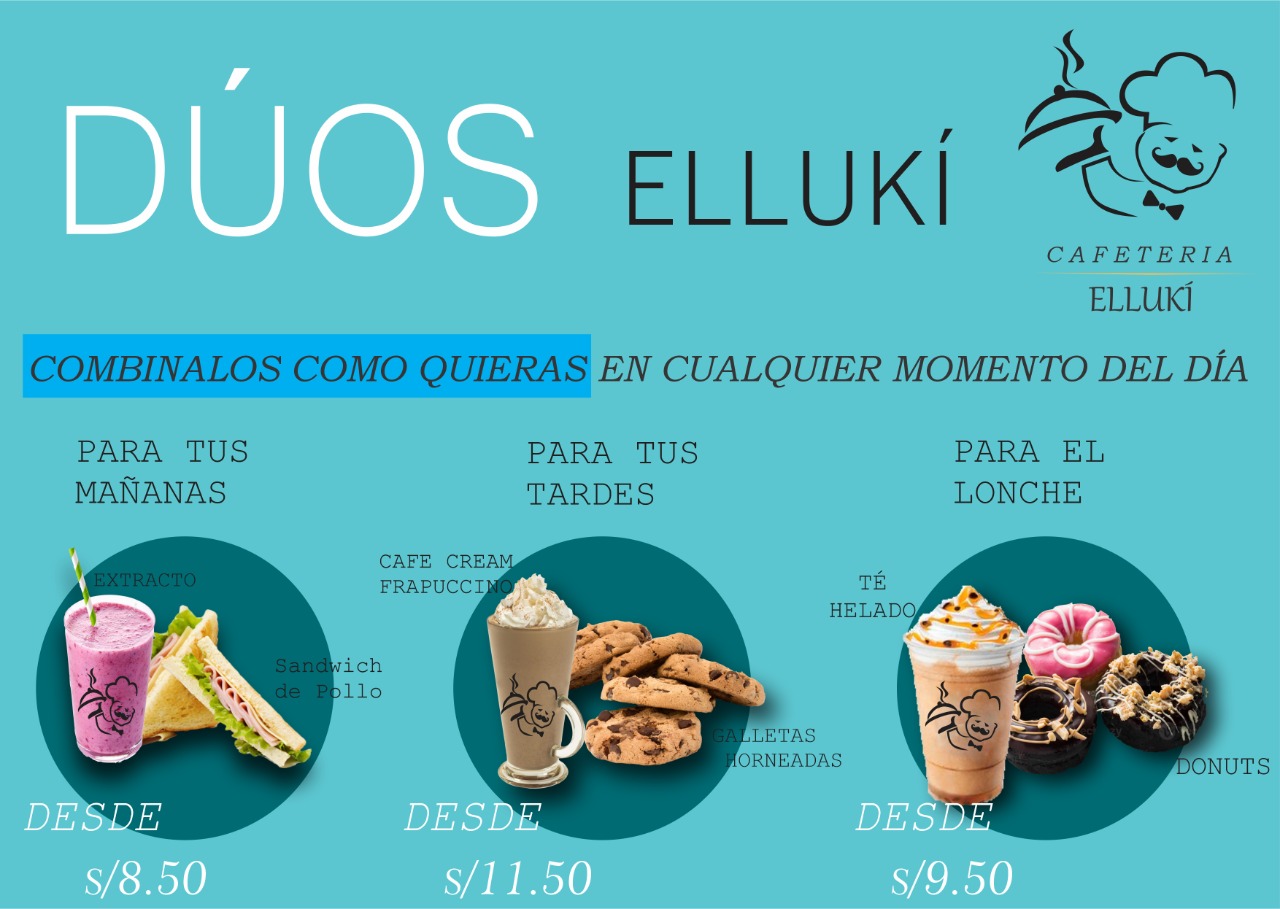 DÚOS ELLUKÍ
CAFETERIA
ELLUKÍ
COMBINALOS COMO QUIERAS EN CUALQUIER MOMENTO DEL DÍA
PARA TUS
MAÑANAS
EXTRACTO
Sandwich
de Pollo
DESDE
s/8.50
PARA TUS
TARDES
CAFE CREAM
FRAPUCCINO
GALLETAS
HORNEADAS
DESDE
s/11.50
PARA EL
LONCHE
TÉ
HELADO
DONUTS
DESDE
s/9.50